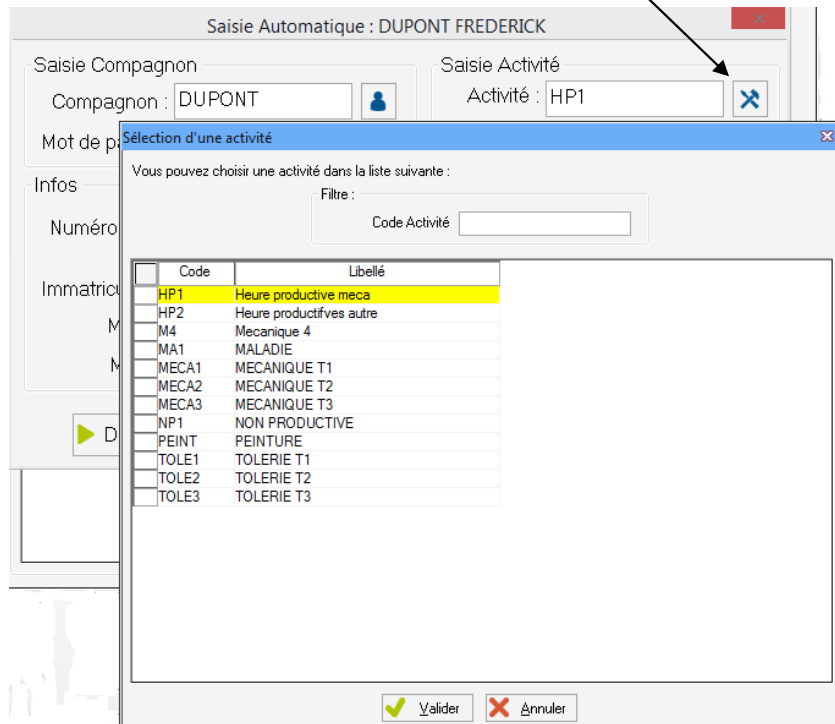 Saisie Automatique : DUPONT FREDERICK
Saisie Compagnon
Saisie Activité
Compagnon : DUPONT
Activité : HP1
Mot de pa
Sélection d'une activité
Vous pouvez choisir une activité dans la liste suivante :
Infos
Filtre :
Numéro
Code Activité
Code Libellé
Immatricu
HP1 Heure productive meca
HP2 Heure productifves autre
M
M4 Mecanique 4
MA1 MALADIE
M
MECA1 MECANIQUE T1
MECA2 MECANIQUE T2
MECA3 MECANIQUE T3
NP1 NON PRODUCTIVE
D
PEINT PEINTURE
TOLE1 TOLERIE T1
TOLE2 TOLERIE T2
TOLE3 TOLERIE T3
Valider Annuler